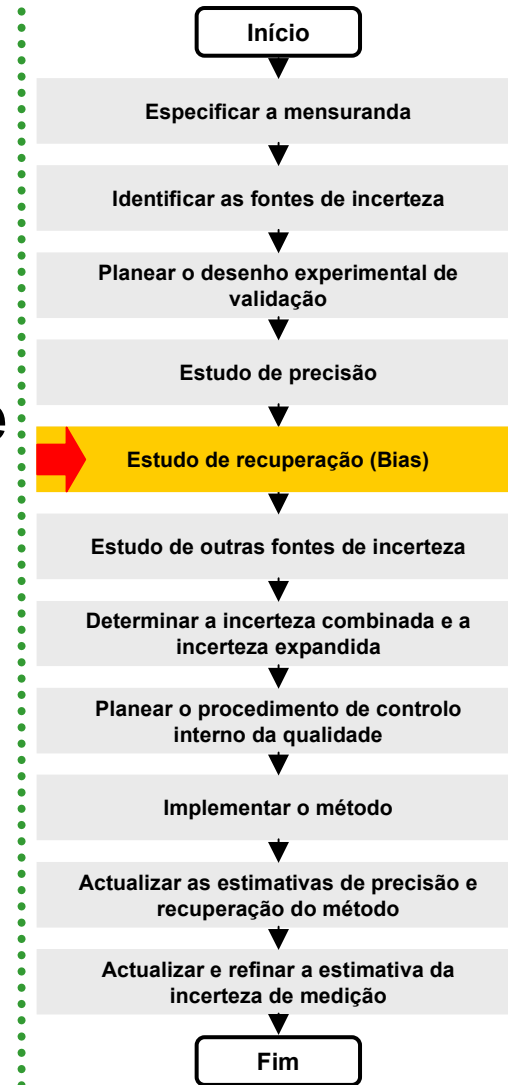 Início
Especificar a mensuranda
Identificar as fontes de incerteza
Planear o desenho experimental de
validação
Estudo de precisão
e
Estudo de recuperação (Bias)
Estudo de outras fontes de incerteza
Determinar a incerteza combinada e a
incerteza expandida
Planear o procedimento de controlo
interno da qualidade
Implementar o método
Actualizar as estimativas de precisão e
recuperação do método
Actualizar e refinar a estimativa da
incerteza de medição
Fim